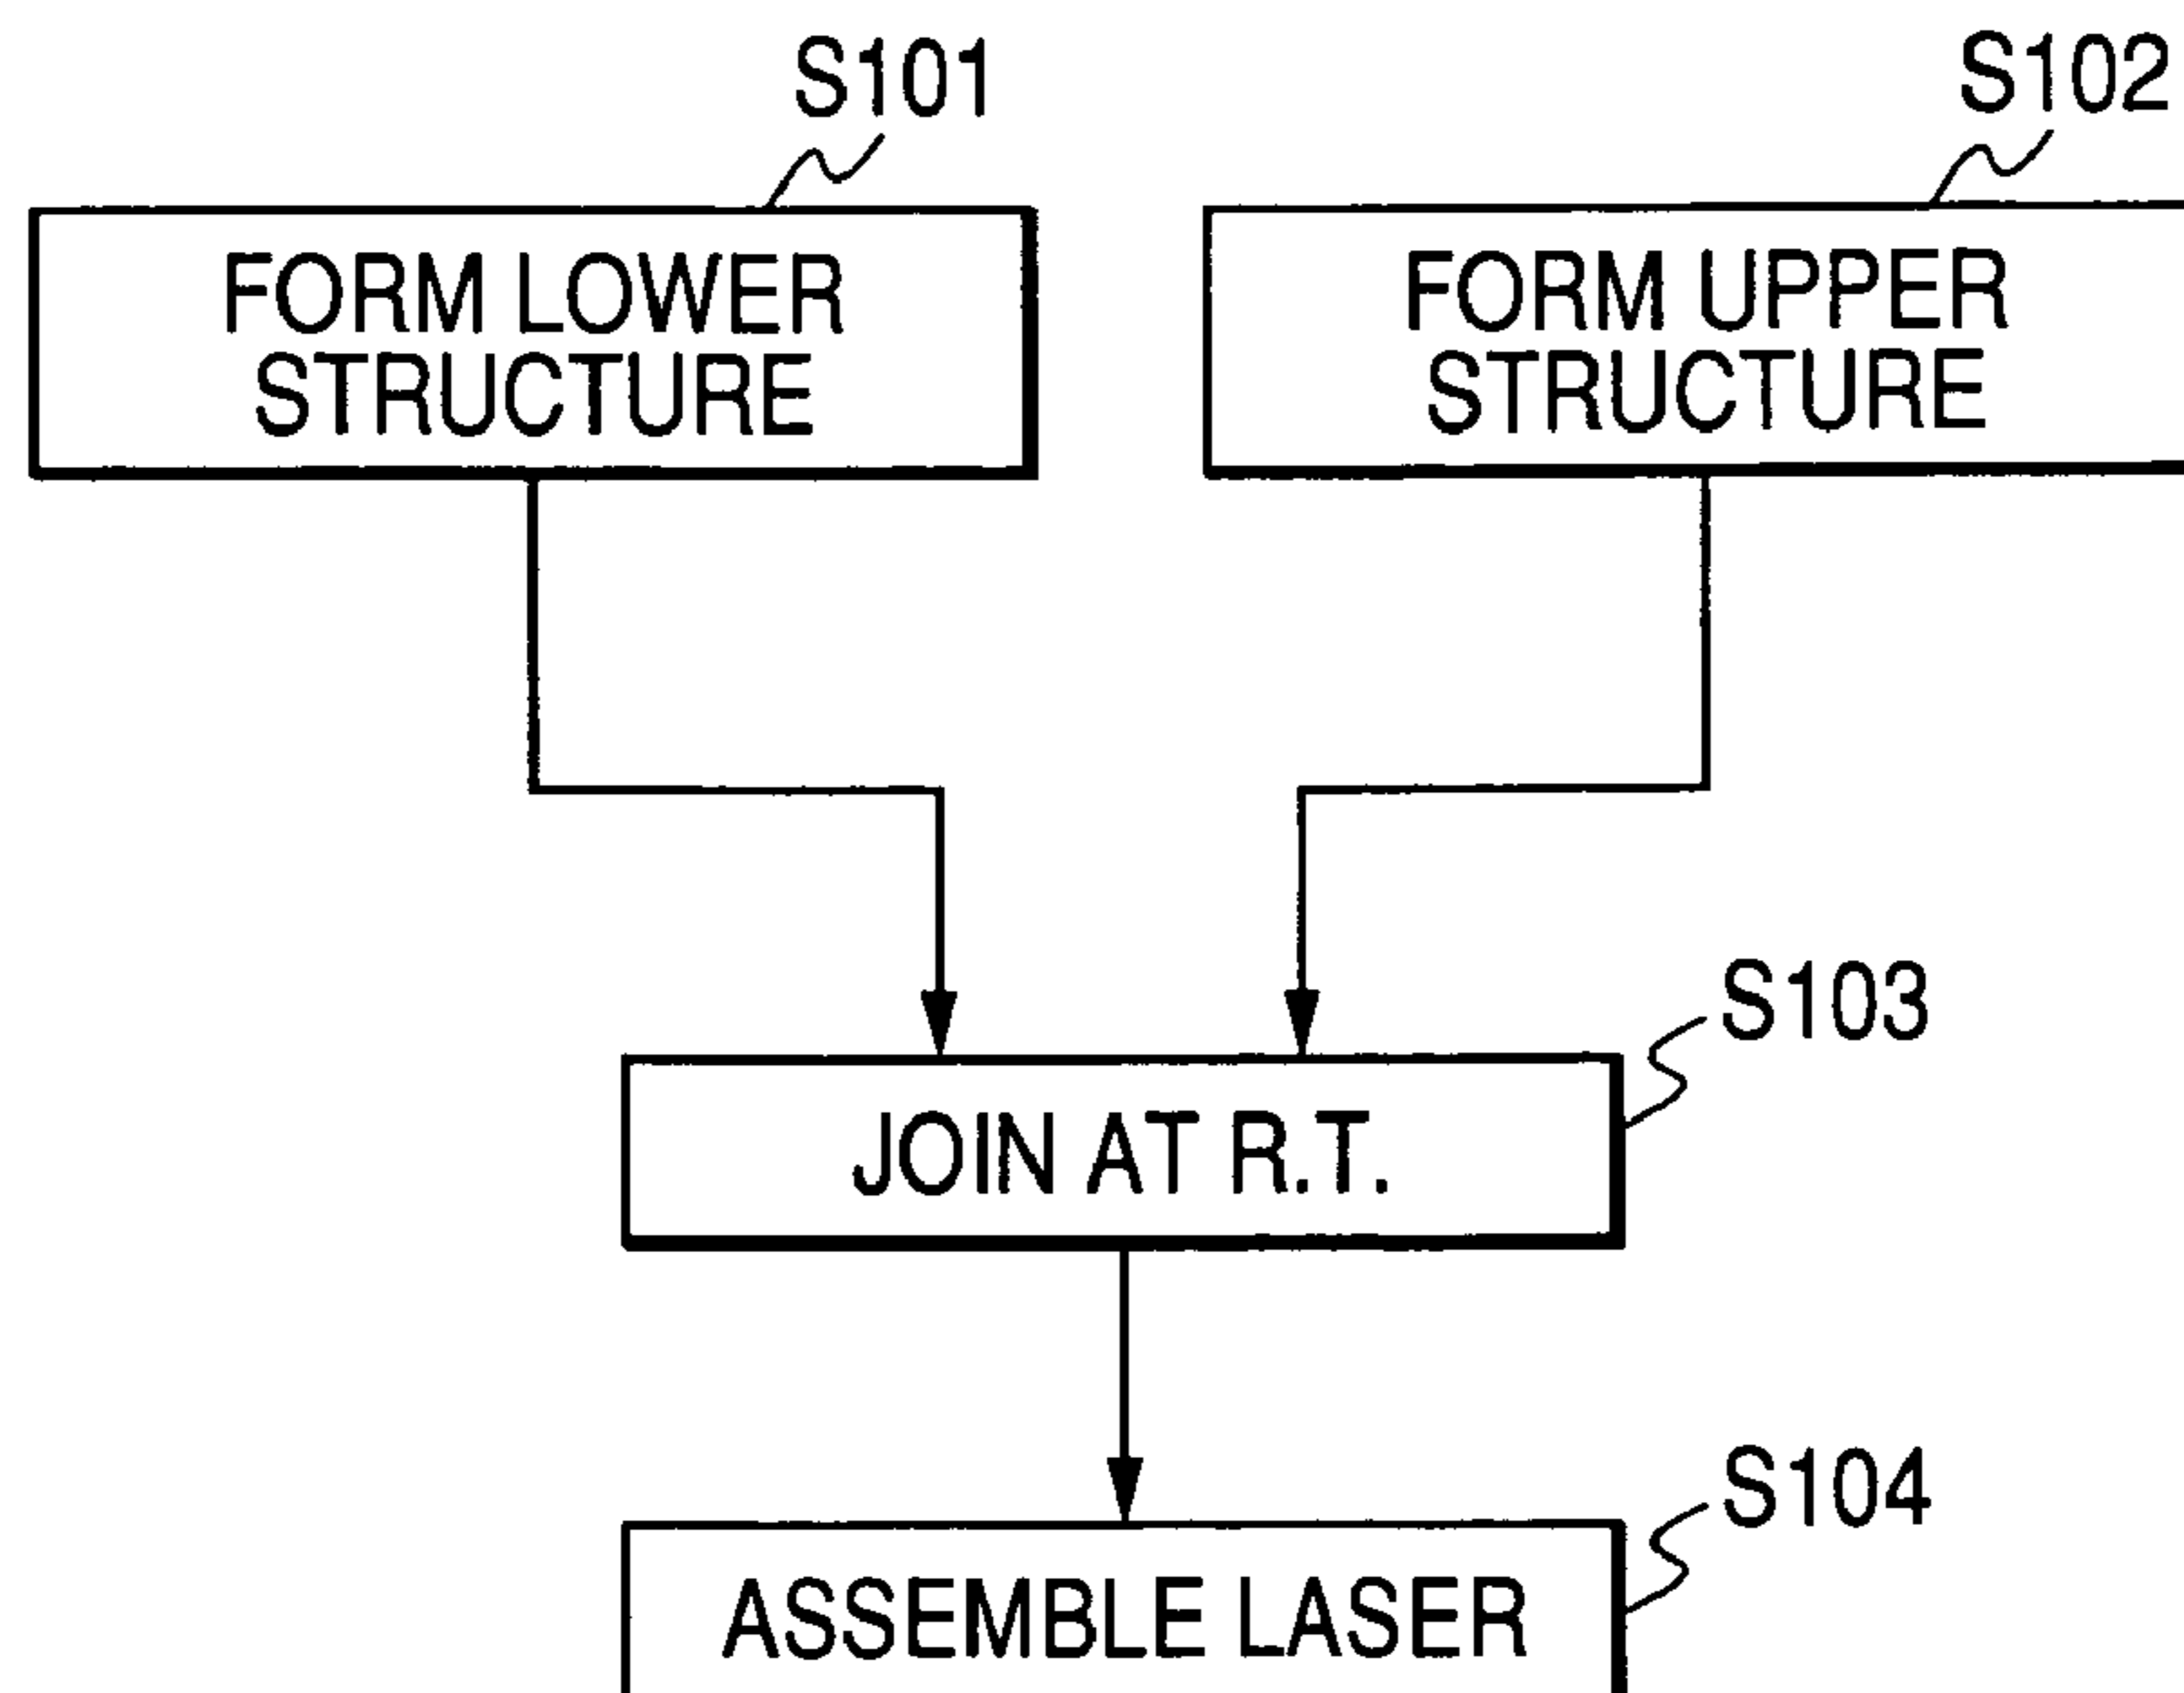 S101
S102
FORM LOWER
STRUCTURE
FORM UPPER
STRUCTURE
S103
JOIN AT R.T.
S104
ASSEMBLE LASER